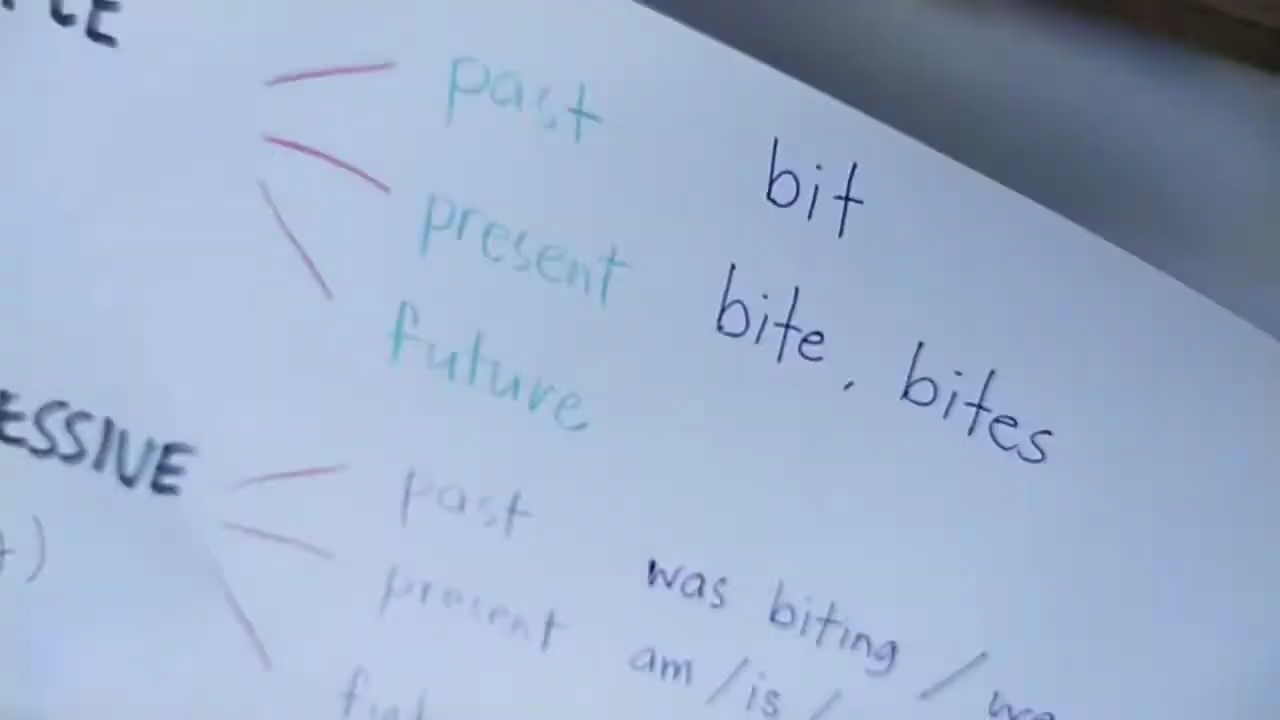 past bit
present bite, bites
future
ESSIVE
past was biting /
present am / is /